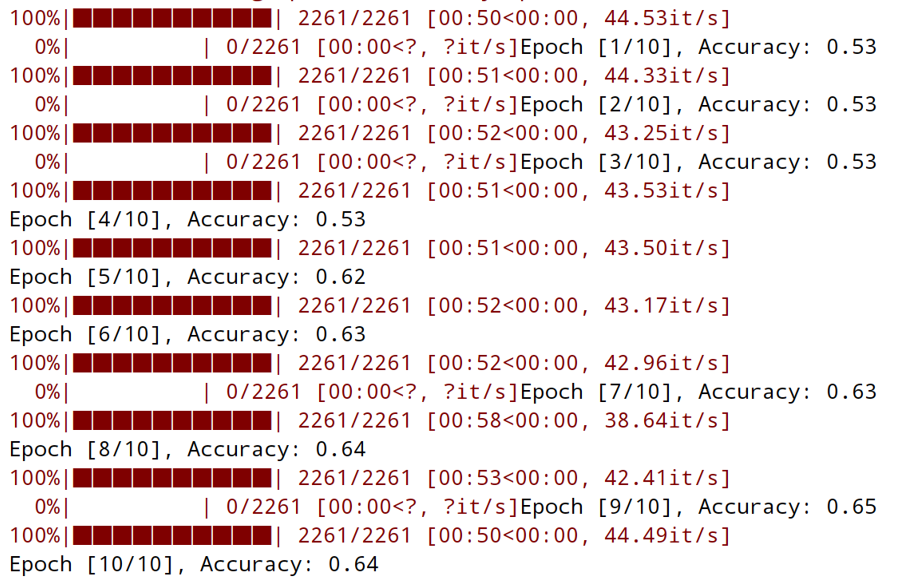 100%|██████████| 2261/2261 [00:50<00:00, 44.53it/s]
0%| | 0/2261 [00:00<?, ?it/s]Epoch [1/10], Accuracy: 0.53
100%|██████████| 2261/2261 [00:51<00:00, 44.33it/s]
0%| | 0/2261 [00:00<?, ?it/s]Epoch [2/10], Accuracy: 0.53
100%|██████████| 2261/2261 [00:52<00:00, 43.25it/s]
0%| | 0/2261 [00:00<?, ?it/s]Epoch [3/10], Accuracy: 0.53
100%|██████████| 2261/2261 [00:51<00:00, 43.53it/s]
Epoch [4/10], Accuracy: 0.53
100%|██████████| 2261/2261 [00:51<00:00, 43.50it/s]
Epoch [5/10], Accuracy: 0.62
100%|██████████| 2261/2261 [00:52<00:00, 43.17it/s]
Epoch [6/10], Accuracy: 0.63
100%|██████████| 2261/2261 [00:52<00:00, 42.96it/s]
0%| | 0/2261 [00:00<?, ?it/s]Epoch [7/10], Accuracy: 0.63
100%|██████████| 2261/2261 [00:58<00:00, 38.64it/s]
Epoch [8/10], Accuracy: 0.64
100%|██████████| 2261/2261 [00:53<00:00, 42.41it/s]
0%| | 0/2261 [00:00<?, ?it/s]Epoch [9/10], Accuracy: 0.65
100%|██████████| 2261/2261 [00:50<00:00, 44.49it/s]
Epoch [10/10], Accuracy: 0.64